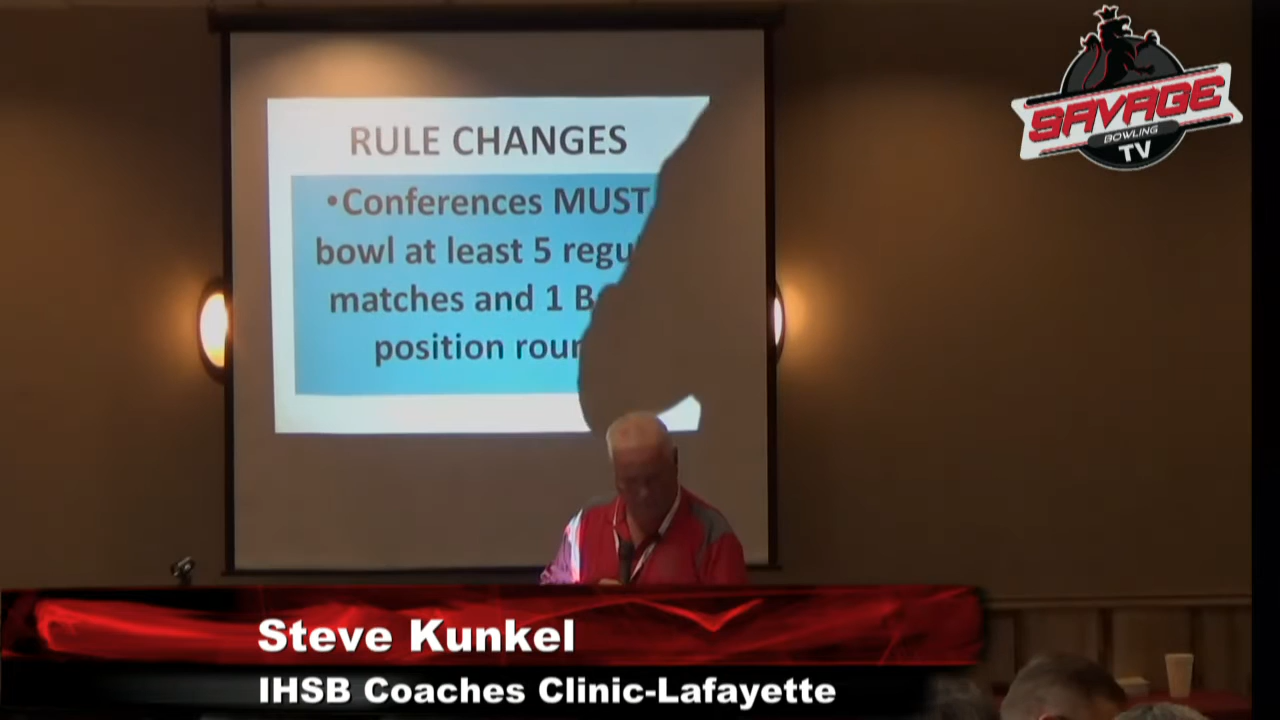 RULE CHANGES
•Conferences MUST
bowl at least 5 regu
matches and 1 B
position rour
SAVAGE
BOWLING
TV
Steve Kunkel
IHSB Coaches Clinic-Lafayette